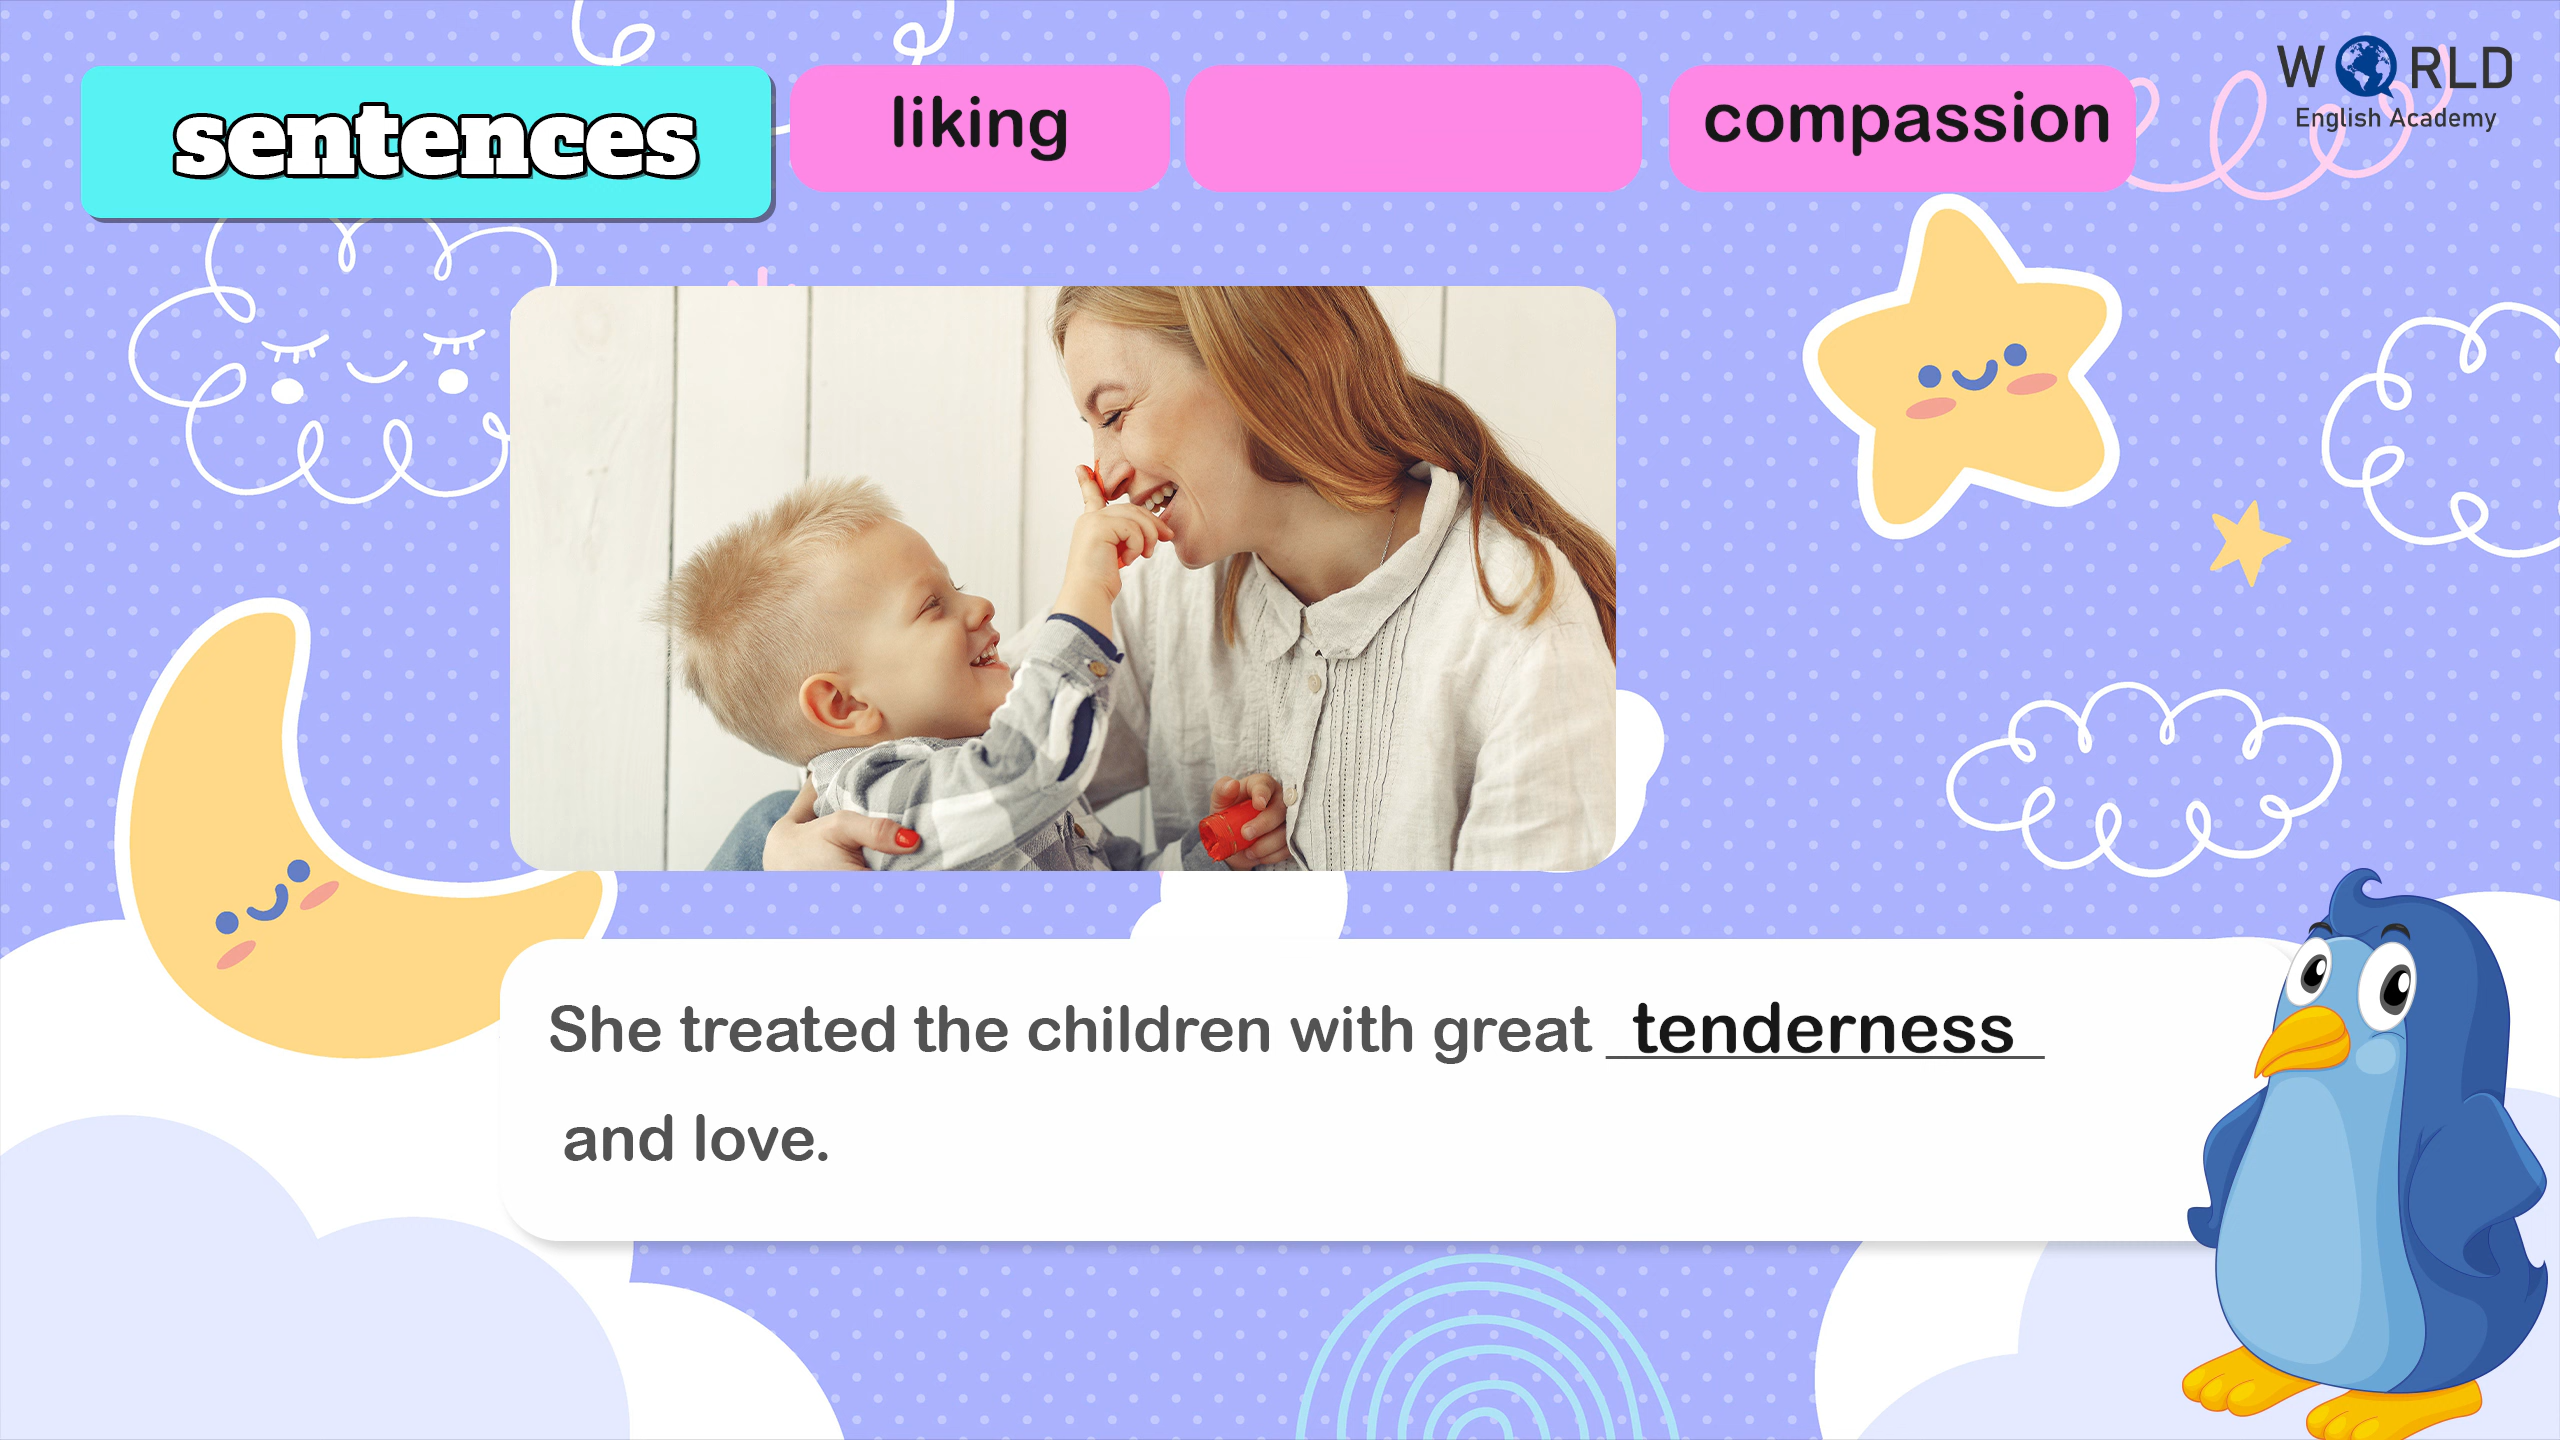 sentences
liking
compassion
WORLD
English Academy
She treated the children with great tenderness
and love.